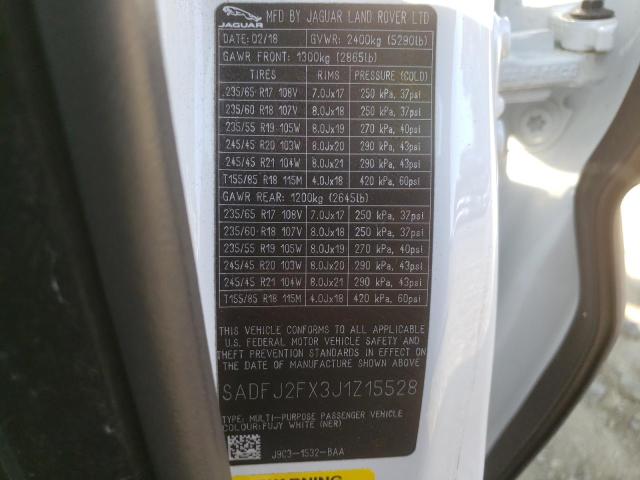 JAGUAR MFD BY JAGUAR LAND ROVER LTD
DATE: 02/18 GVWR: 2400kg (5290lb)
GAWR FRONT: 1300kg (2865lb)
TIRES RIMS PRESSURE (COLD)
235/65 R17 108V 7.0Jx17 250 kPa, 37psi
235/60 R18 107V 8.0Jx18 250 kPa, 37psi
235/55 R19 105W 8.0Jx19 270 kPa, 40psi
245/45 R20 103W 8.0Jx20 290 kPa, 43psi
245/45 R21 104W 8.0Jx21 290 kPa, 43psi
T155/85 R18 115M 4.0Jx18 420 kPa, 60psi
GAWR REAR: 1200kg (2645lb)
235/65 R17 108V 7.0Jx17 250 kPa, 37psi
235/60 R18 107V 8.0Jx18 250 kPa, 37psi
235/55 R19 105W 8.0Jx19 270 kPa, 40psi
245/45 R20 103W 8.0Jx20 290 kPa, 43psi
245/45 R21 104W 8.0Jx21 290 kPa, 43psi
T155/85 R18 115M 4.0Jx18 420 kPa, 60psi
THIS VEHICLE CONFORMS TO ALL APPLICABLE
U.S. FEDERAL MOTOR VEHICLE SAFETY AND
THEFT PREVENTION STANDARDS IN EFFECT ON
THE DATE OF MANUFACTURE SHOWN ABOVE.
SADFJ2FX3J1Z15528
TYPE: MULTI-PURPOSE PASSENGER VEHICLE
COLOUR: FUJI WHITE (NER)
J9C3-1532-BAA
WARNING